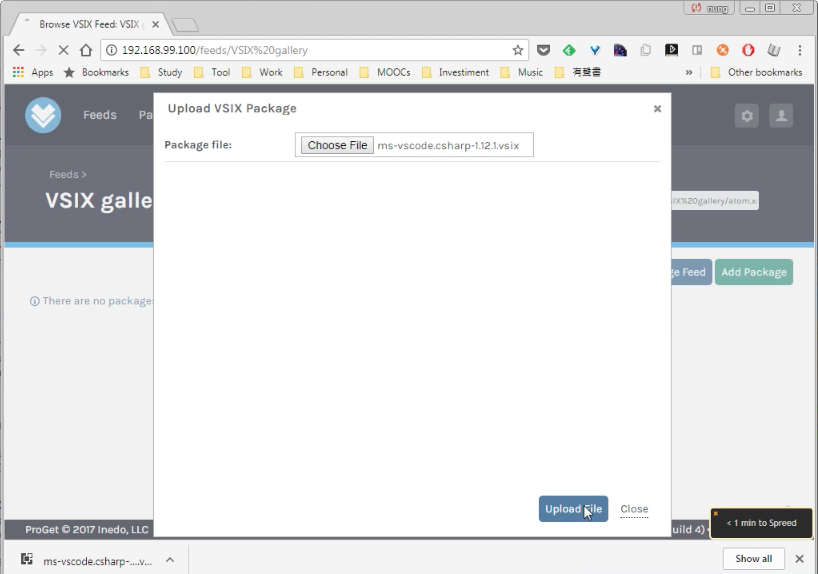 nung
Browse VSIX Feed: VSIX
192.168.99.100/feeds/VSIX%20gallery
Apps Bookmarks Study Tool Work Personal MOOCs Investiment Music 有聲書 » Other bookmarks
Upload VSIX Package
Feeds Pa
Package file: Choose File ms-vscode.csharp-1.12.1.vsix
Feeds >
VSIX galle
SIX%20gallery/atom.x
ge Feed Add Package
There are no packages
Upload File Close
ProGet © 2017 Inedo, LLC
uild 4) •
< 1 min to Spreed
ms-vscode.csharp-....v...
Show all